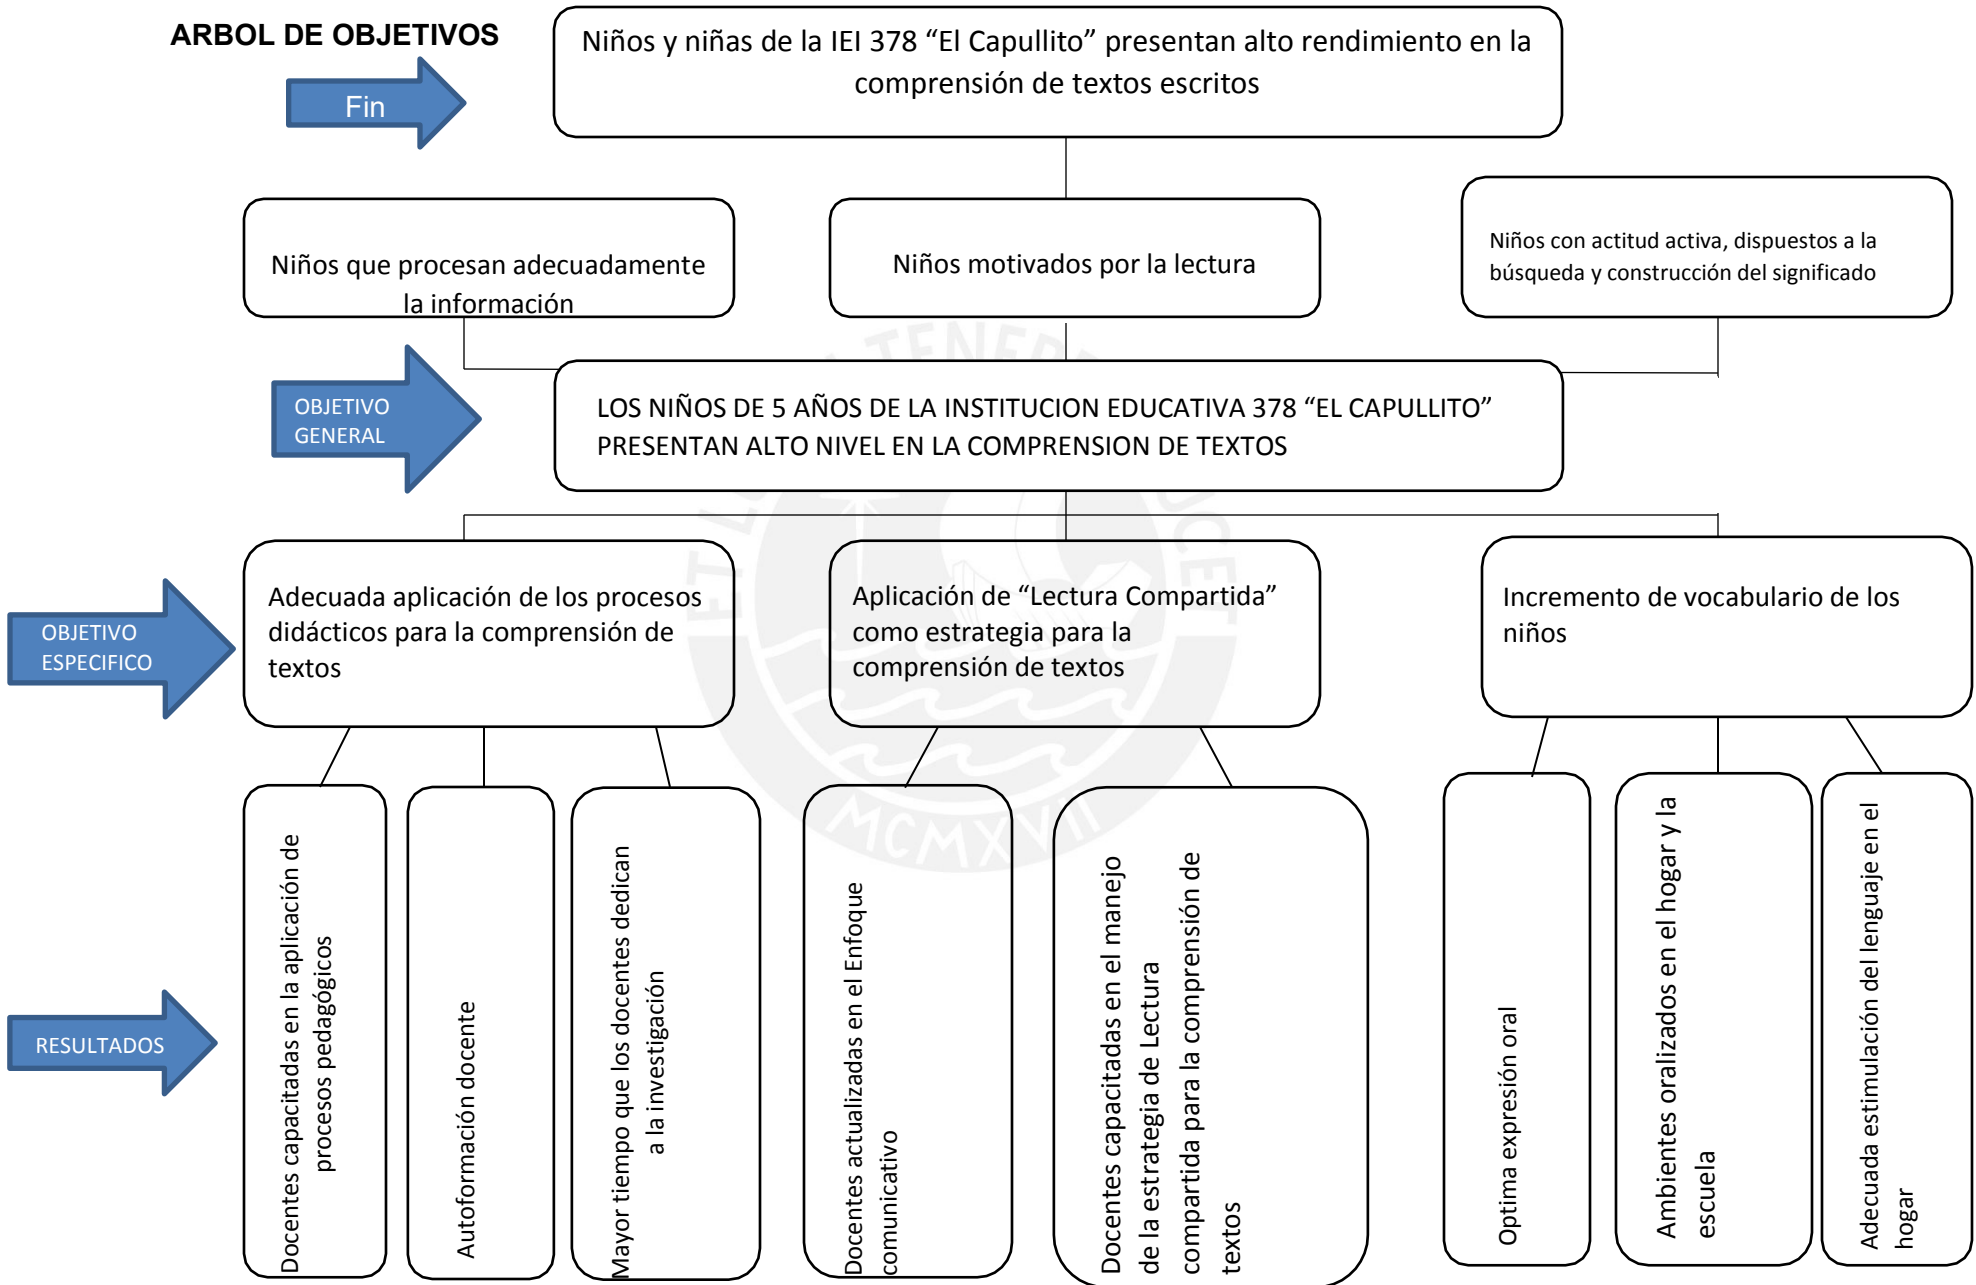 ARBOL DE OBJETIVOS
Niños y niñas de la IEI 378 “El Capullito” presentan alto rendimiento en la
comprensión de textos escritos
Fin
Niños que procesan adecuadamente
la información
Niños motivados por la lectura
Niños con actitud activa, dispuestos a la
búsqueda y construcción del significado
OBJETIVO
GENERAL
LOS NIÑOS DE 5 AÑOS DE LA INSTITUCION EDUCATIVA 378 “EL CAPULLITO”
PRESENTAN ALTO NIVEL EN LA COMPRENSION DE TEXTOS
OBJETIVO
ESPECIFICO
Adecuada aplicación de los procesos
didácticos para la comprensión de
textos
Aplicación de “Lectura Compartida”
como estrategia para la
comprensión de textos
Incremento de vocabulario de los
niños
RESULTADOS
Docentes capacitadas en la aplicación de
procesos pedagógicos
Autoformación docente
Mayor tiempo que los docentes dedican
a la investigación
Docentes actualizadas en el Enfoque
comunicativo
Docentes capacitadas en el manejo
de la estrategia de Lectura
compartida para la comprensión de
textos
Optima expresión oral
Ambientes oralizados en el hogar y la
escuela
Adecuada estimulación del lenguaje en el
hogar
MCMXVII